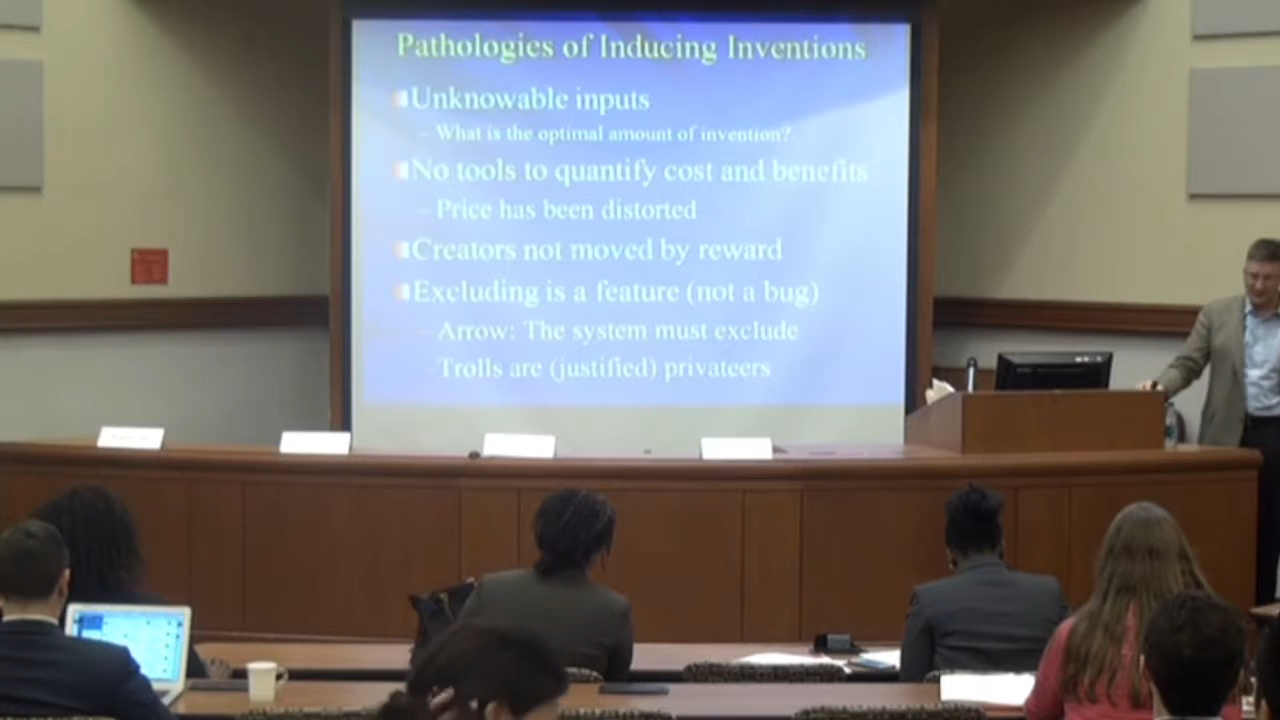 Pathologies of Inducing Inventions
Unknowable inputs
– What is the optimal amount of invention?
No tools to quantify cost and benefits
– Price has been distorted
Creators not moved by reward
Excluding is a feature (not a bug)
– Arrow: The system must exclude
– Trolls are (justified) privateers